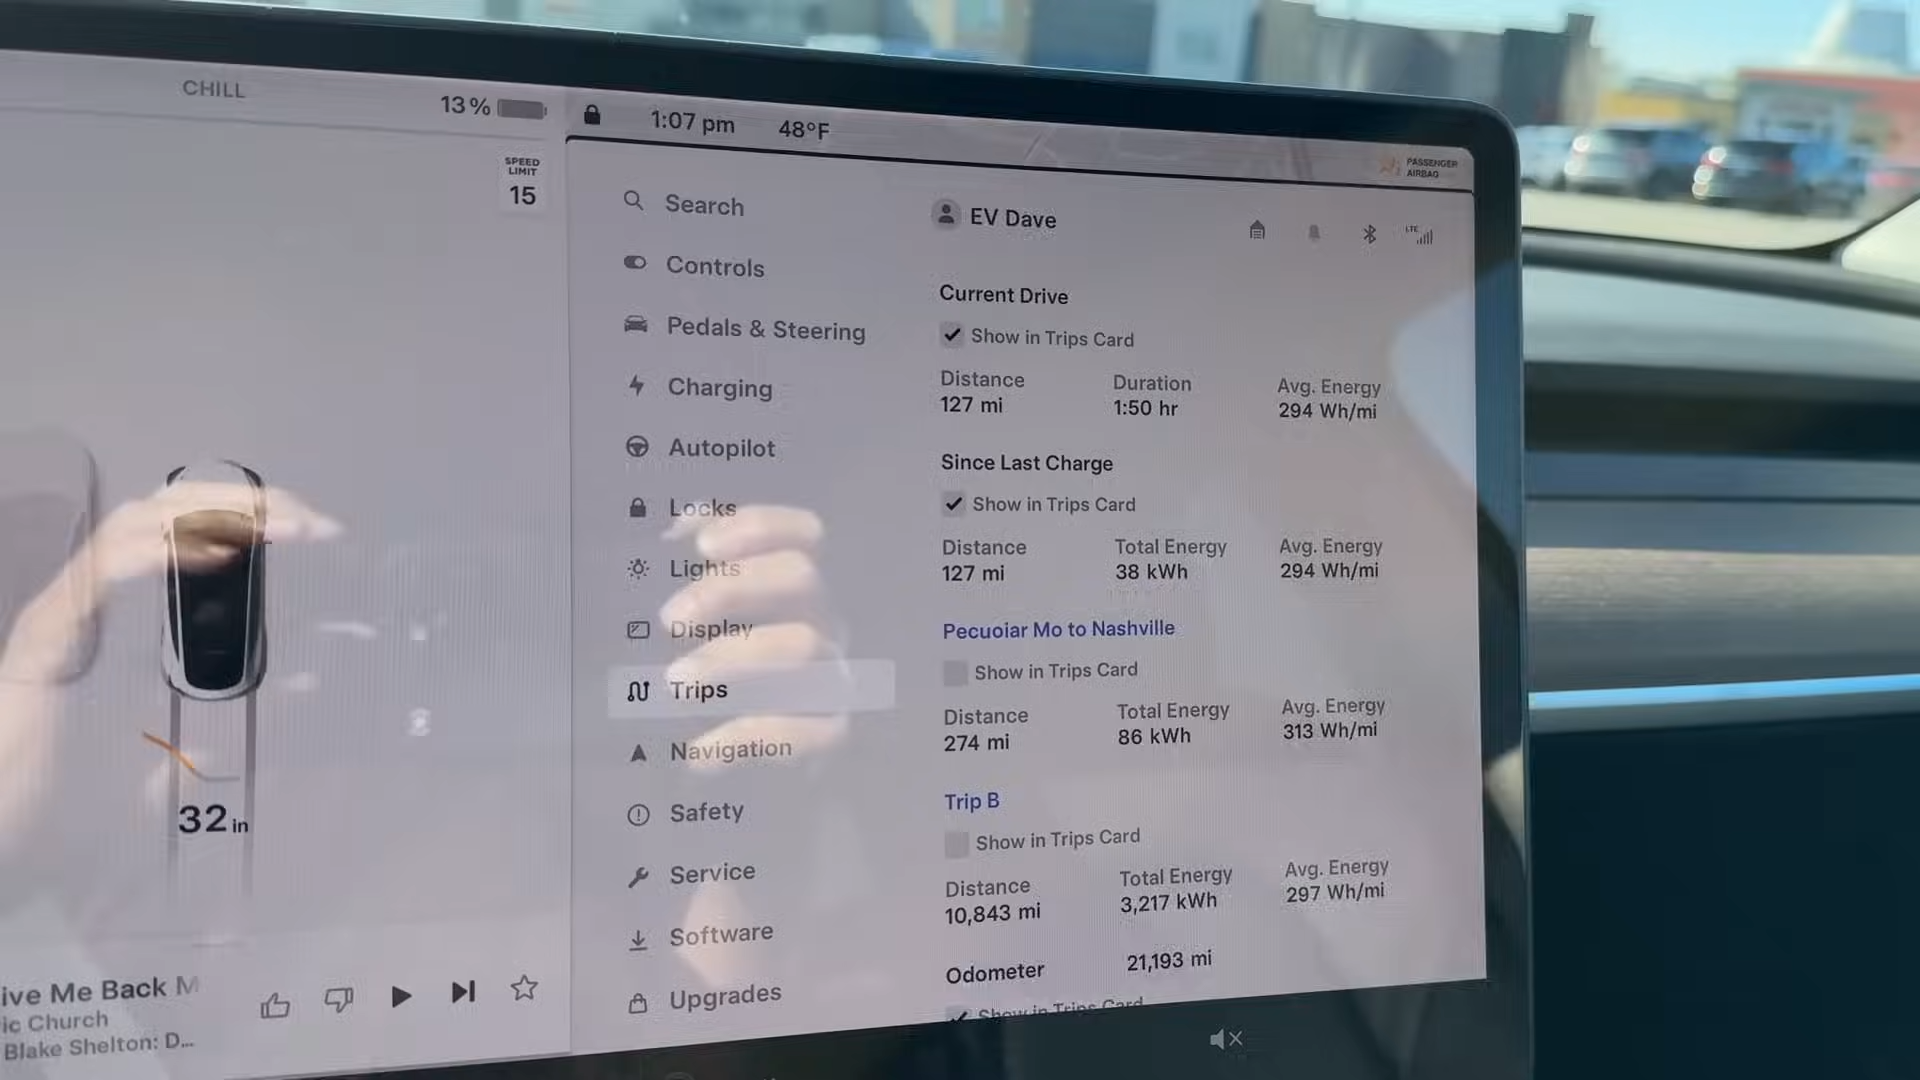 CHILL
13%
SPEED
LIMIT
15
32 in
ive Me Back M
ic Church
Blake Shelton: D...
1:07 pm
48°F
PASSENGER
AIRBAG
Search
Controls
Pedals & Steering
Charging
Autopilot
Locks
Lights
Display
Trips
Navigation
Safety
Service
Software
Upgrades
EV Dave
LTE
Current Drive
Show in Trips Card
Distance Duration Avg. Energy
127 mi 1:50 hr 294 Wh/mi
Since Last Charge
Show in Trips Card
Distance Total Energy Avg. Energy
127 mi 38 kWh 294 Wh/mi
Pecuoiar Mo to Nashville
Show in Trips Card
Distance Total Energy Avg. Energy
274 mi 86 kWh 313 Wh/mi
Trip B
Show in Trips Card
Distance Total Energy Avg. Energy
10,843 mi 3,217 kWh 297 Wh/mi
Odometer 21,193 mi
Show in Trips Card